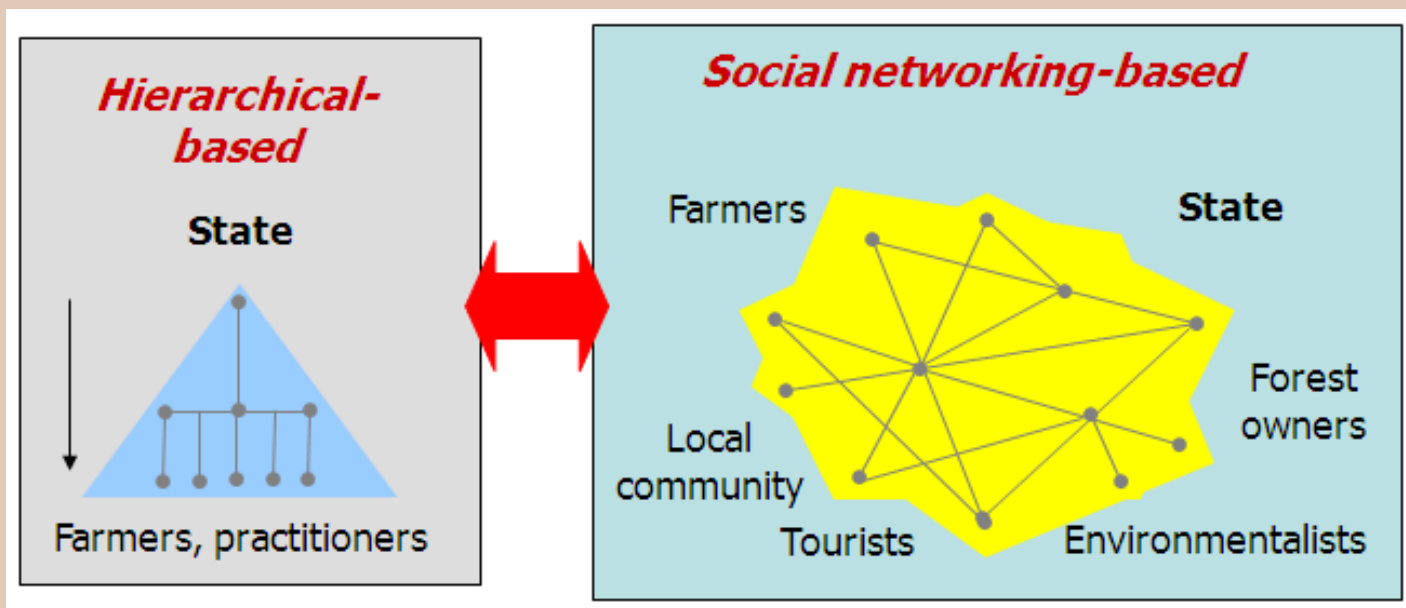 Hierarchical-
based
State
Farmers, practitioners
Social networking-based
Farmers
State
Forest
owners
Local
community
Tourists
Environmentalists